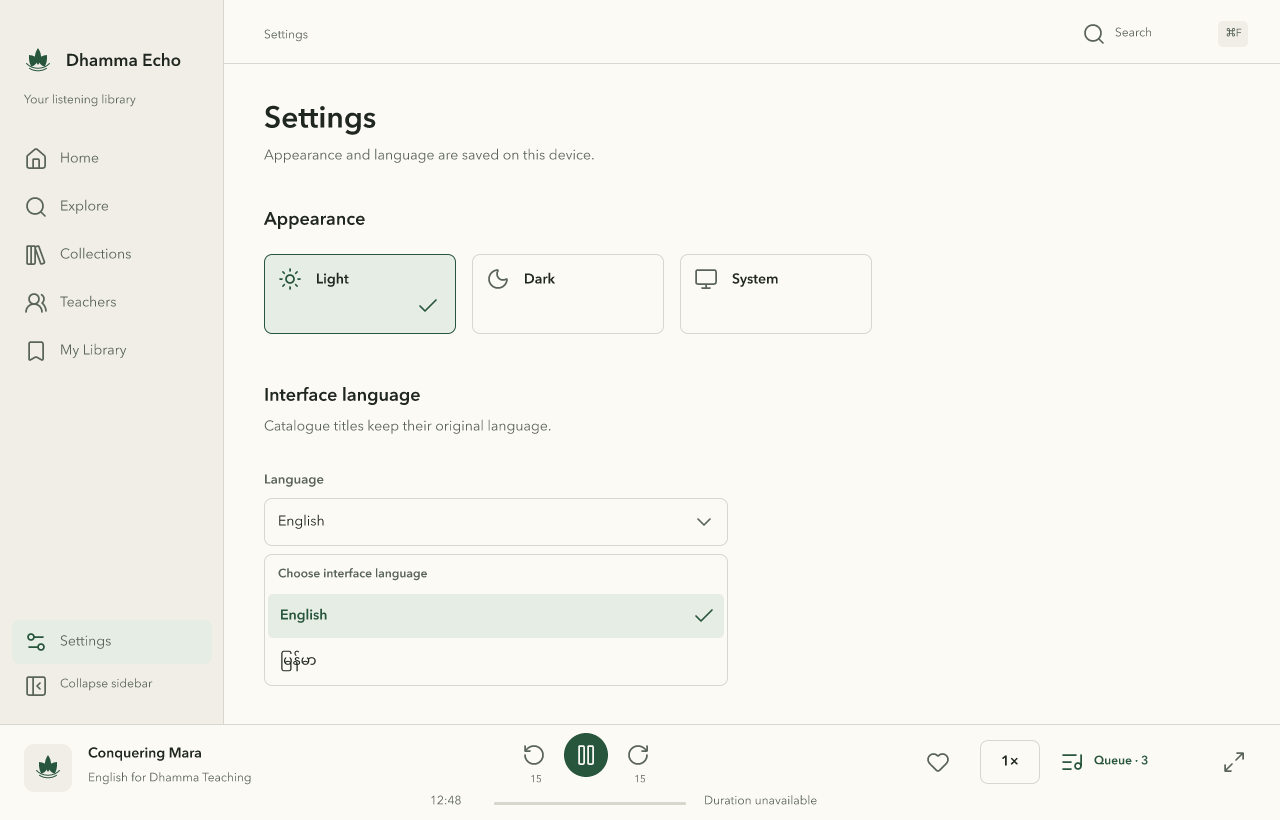 Dhamma Echo
Your listening library
Home
Explore
Collections
Teachers
My Library
Settings
Collapse sidebar
Settings
Search
⌘F
Settings
Appearance and language are saved on this device.
Appearance
Light
Dark
System
Interface language
Catalogue titles keep their original language.
Language
English
Choose interface language
English
မြန်မာ
Conquering Mara
English for Dhamma Teaching
15
15
12:48
Duration unavailable
1×
Queue · 3